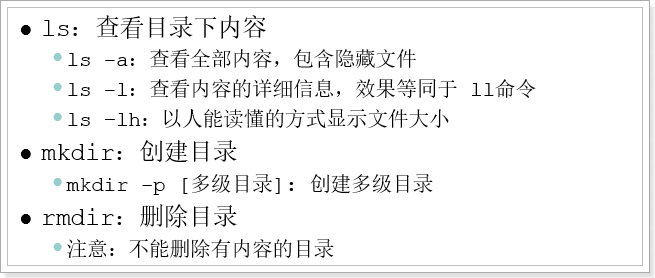 ls：查看目录下内容
ls –a：查看全部内容，包含隐藏文件
ls –l：查看内容的详细信息，效果等同于 ll命令
ls –lh：以人能读懂的方式显示文件大小
mkdir：创建目录
mkdir –p [多级目录]：创建多级目录
rmdir：删除目录
注意：不能删除有内容的目录